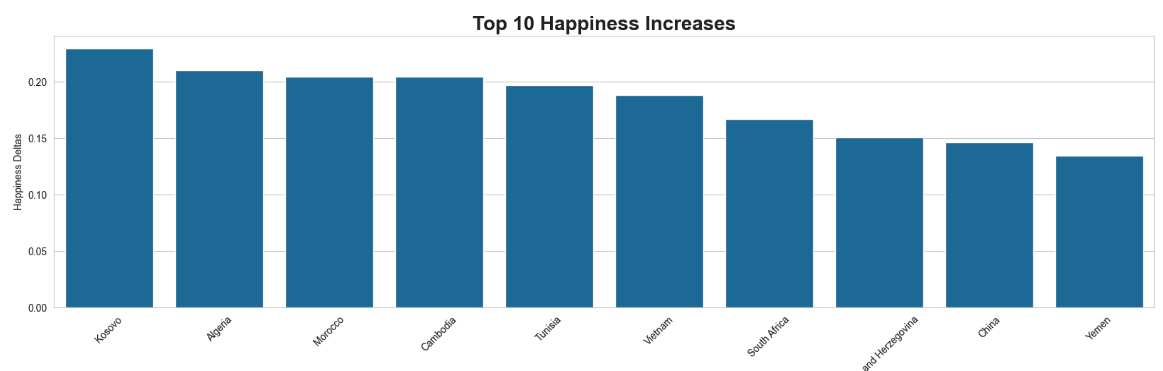 Top 10 Happiness Increases
Happiness Deltas
0.20
0.15
0.10
0.05
0.00
Kosovo
Algeria
Morocco
Cambodia
Tunisia
Vietnam
South Africa
and Herzegovina
China
Yemen